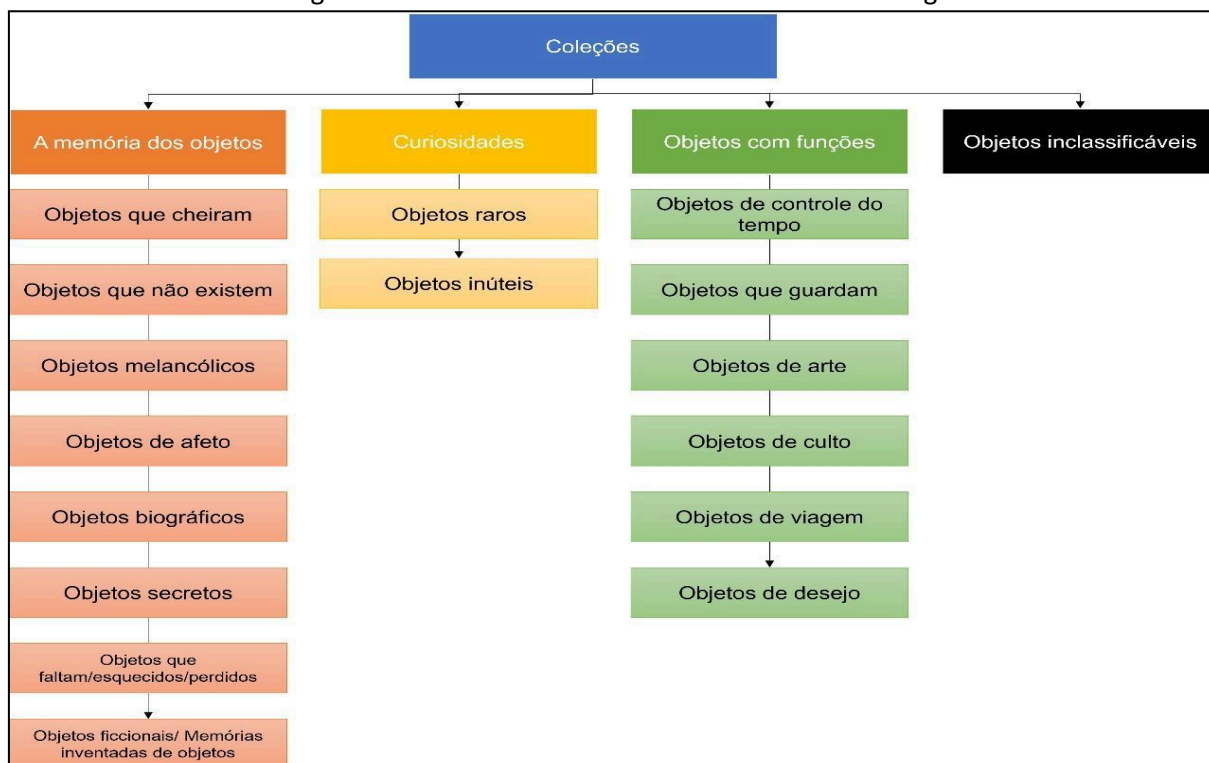 Coleções
A memória dos objetos
Curiosidades
Objetos com funções
Objetos inclassificáveis
Objetos que cheiram
Objetos que não existem
Objetos melancólicos
Objetos de afeto
Objetos biográficos
Objetos secretos
Objetos que
faltam/esquecidos/perdidos
Objetos ficcionais/ Memórias
inventadas de objetos
Objetos raros
Objetos inúteis
Objetos de controle do
tempo
Objetos que guardam
Objetos de arte
Objetos de culto
Objetos de viagem
Objetos de desejo